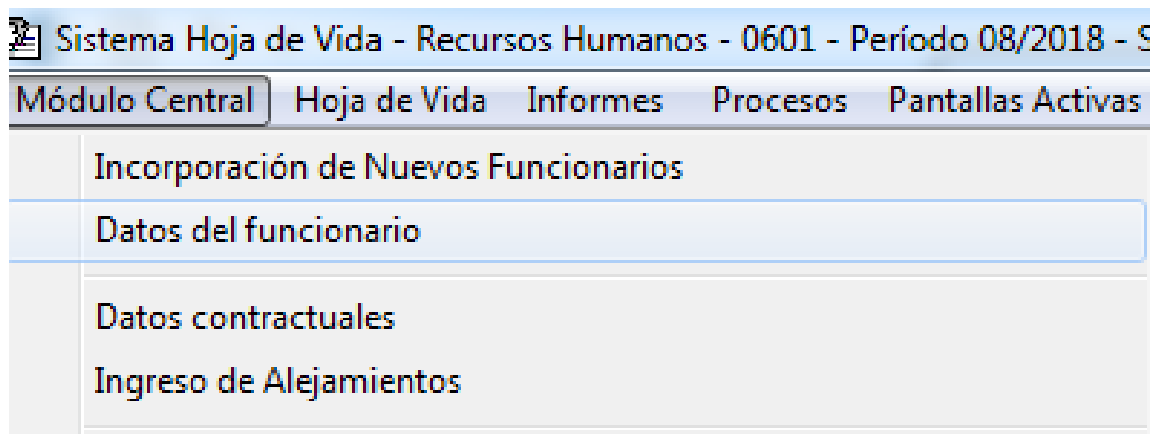 Sistema Hoja de Vida - Recursos Humanos - 0601 - Período 08/2018 -
Módulo Central Hoja de Vida Informes Procesos Pantallas Activas
Incorporación de Nuevos Funcionarios
Datos del funcionario
Datos contractuales
Ingreso de Alejamientos